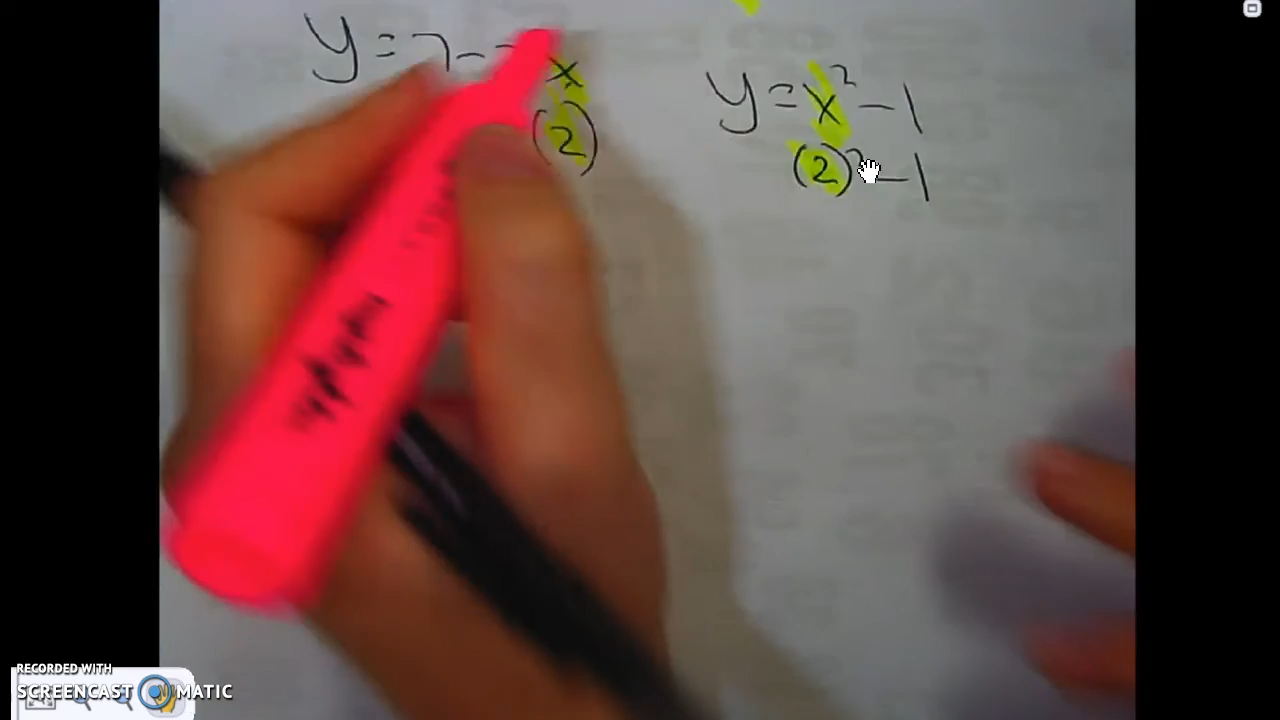 y = 7 - x
(2)
y = x² - 1
(2)² - 1
RECORDED WITH
SCREENCAST MATIC